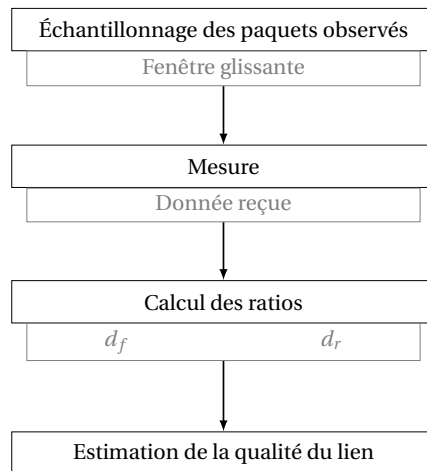 Échantillonnage des paquets observés
Fenêtre glissante
Mesure
Donnée reçue
Calcul des ratios
d_f d_r
Estimation de la qualité du lien